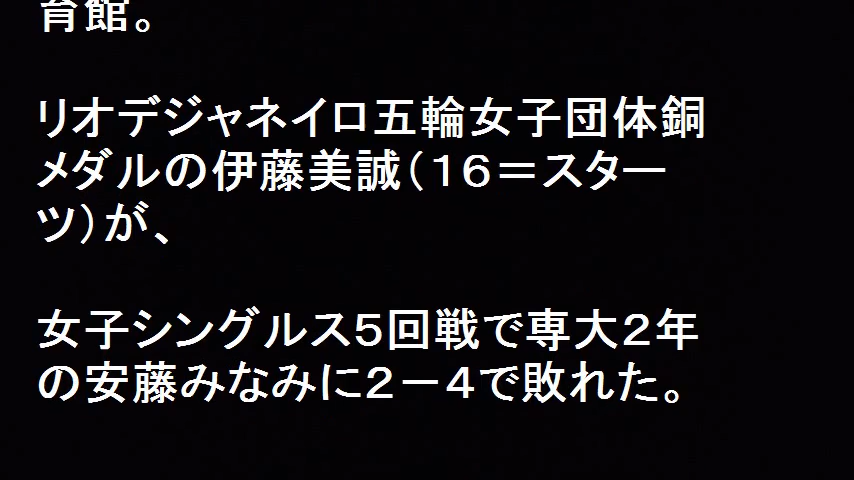 育館。
リオデジャネイロ五輪女子団体銅
メダルの伊藤美誠(１６＝スター
ツ)が、
女子シングルス５回戦で専大２年
の安藤みなみに２－４で敗れた。